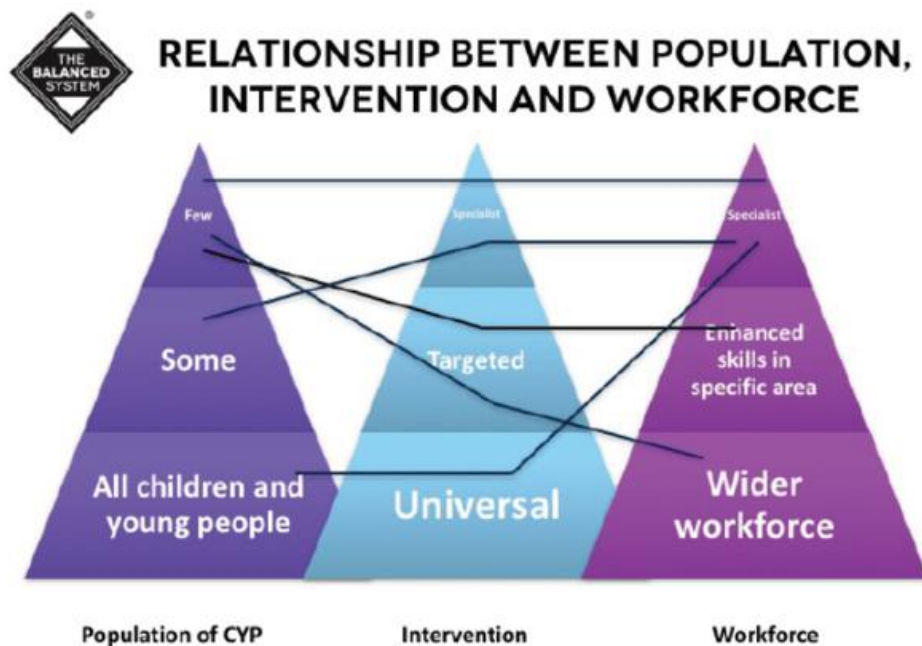 THE
BALANCED
SYSTEM
®
RELATIONSHIP BETWEEN POPULATION,
INTERVENTION AND WORKFORCE
Few
Some
All children and
young people
Specialist
Targeted
Universal
Specialist
Enhanced
skills in
specific area
Wider
workforce
Population of CYP
Intervention
Workforce